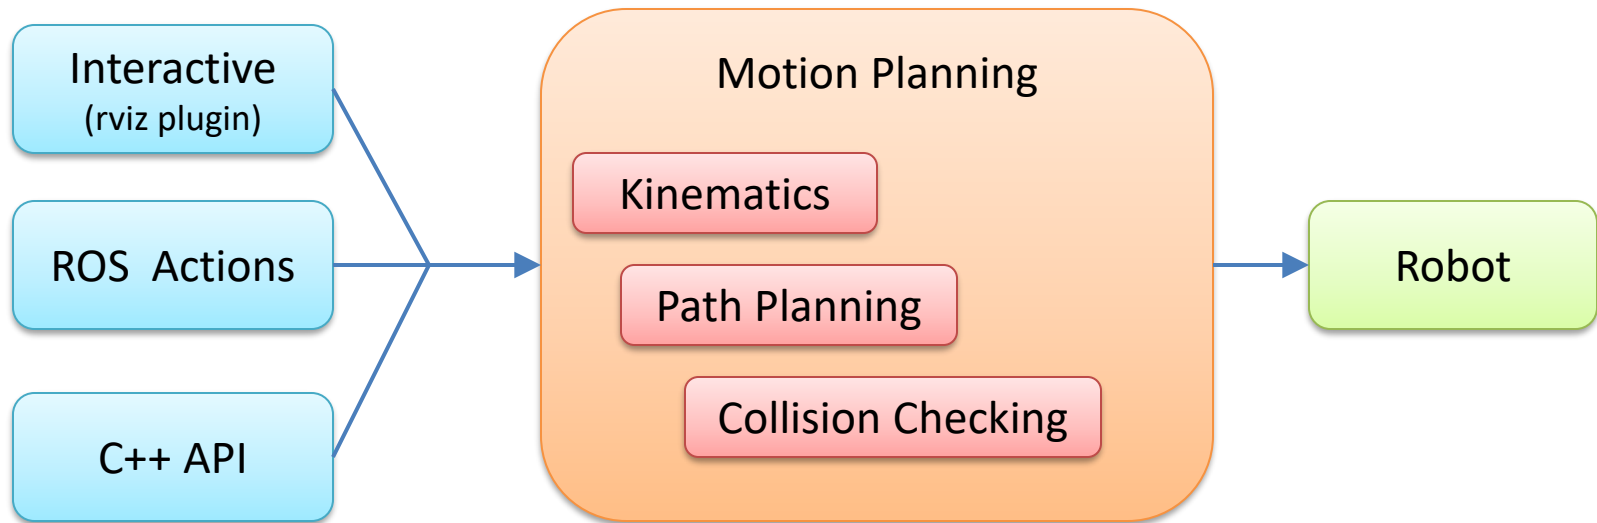 Interactive
(rviz plugin)
ROS  Actions
C++ API
Motion Planning
Kinematics
Path Planning
Collision Checking
Robot